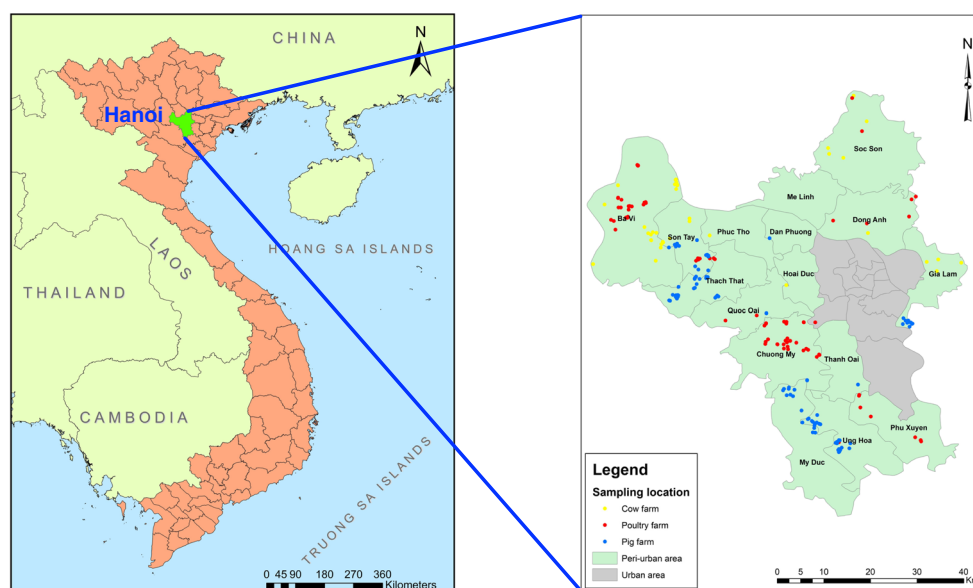 CHINA
N
Hanoi
LAOS
HOANG SA ISLANDS
THAILAND
CAMBODIA
TRUONG SA ISLANDS
0 45 90 180 270 360
Kilometers
N
Soc Son
Me Linh
Ba Vi
Dong Anh
Son Tay
Phuc Tho
Dan Phuong
Hoai Duc
Gia Lam
Thach That
Quoc Oai
Chuong My
Thanh Oai
Phu Xuyen
Ugg Hoa
My Duc
Legend
Sampling location
Cow farm
Poultry farm
Pig farm
Peri-urban area
Urban area
0 5 10 20 30 40